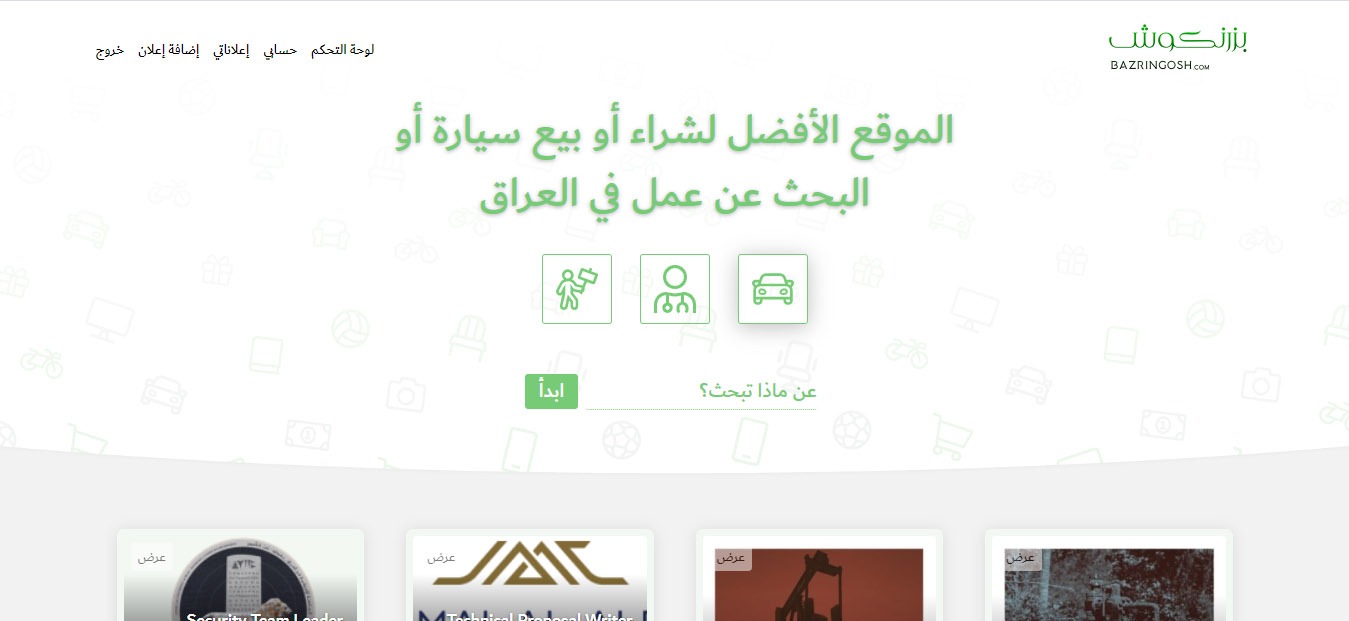 بزرنكوش
BAZRINGOSH.COM
لوحة التحكم
حسابي
إعلاناتي
إضافة إعلان
خروج
الموقع الأفضل لشراء أو بيع سيارة أو
البحث عن عمل في العراق
عن ماذا تبحث؟
ابدأ
عرض
عرض
عرض
Technical Proposal Writer
عرض
Security Team Leader